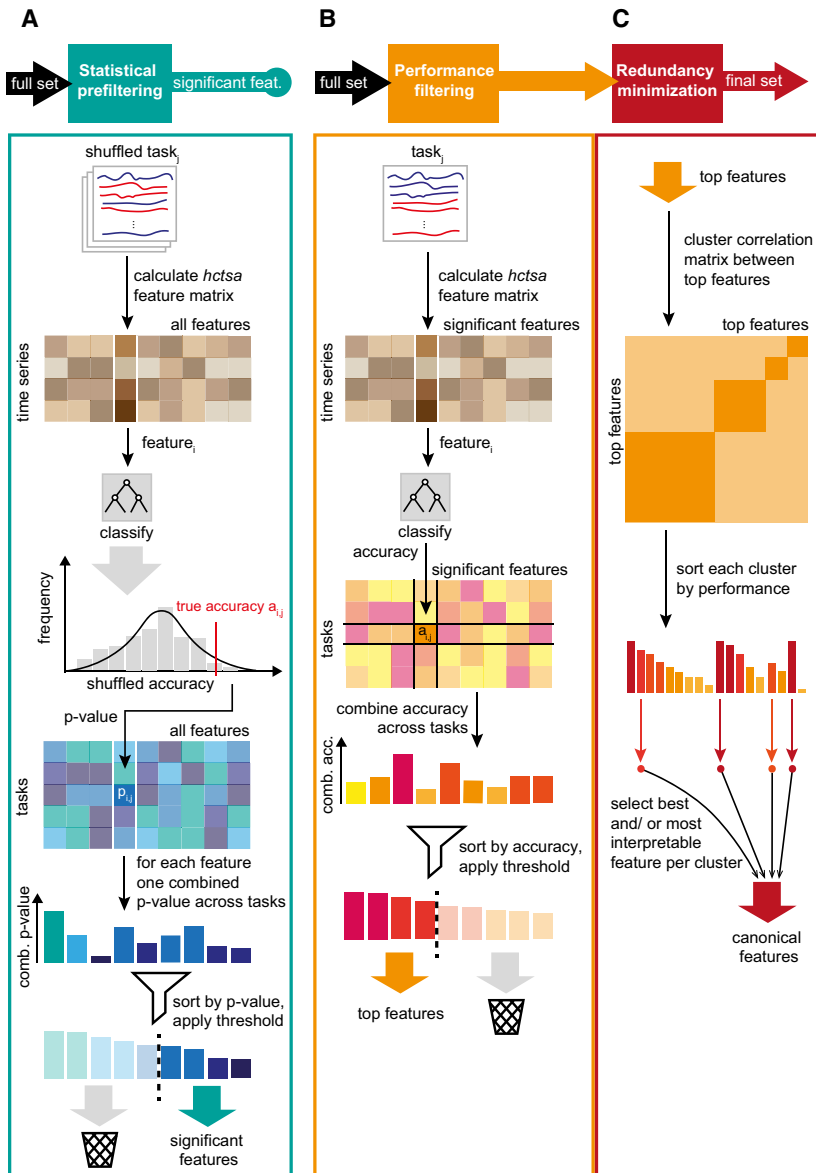 A
full set
Statistical
prefiltering
significant feat.
shuffled task_j
⋮
calculate hctsa
feature matrix
all features
time series
feature_i
classify
frequency
true accuracy a_i,j
shuffled accuracy
p-value
all features
tasks
p_i,j
for each feature
one combined
p-value across tasks
comb. p-value
sort by p-value,
apply threshold
significant
features
B
full set
Performance
filtering
task_j
⋮
calculate hctsa
feature matrix
significant features
time series
feature_i
classify
accuracy
significant features
tasks
a_i,j
combine accuracy
across tasks
comb. acc.
sort by accuracy,
apply threshold
top features
C
Redundancy
minimization
final set
top features
cluster correlation
matrix between
top features
top features
top features
sort each cluster
by performance
select best
and/ or most
interpretable
feature per cluster
canonical
features